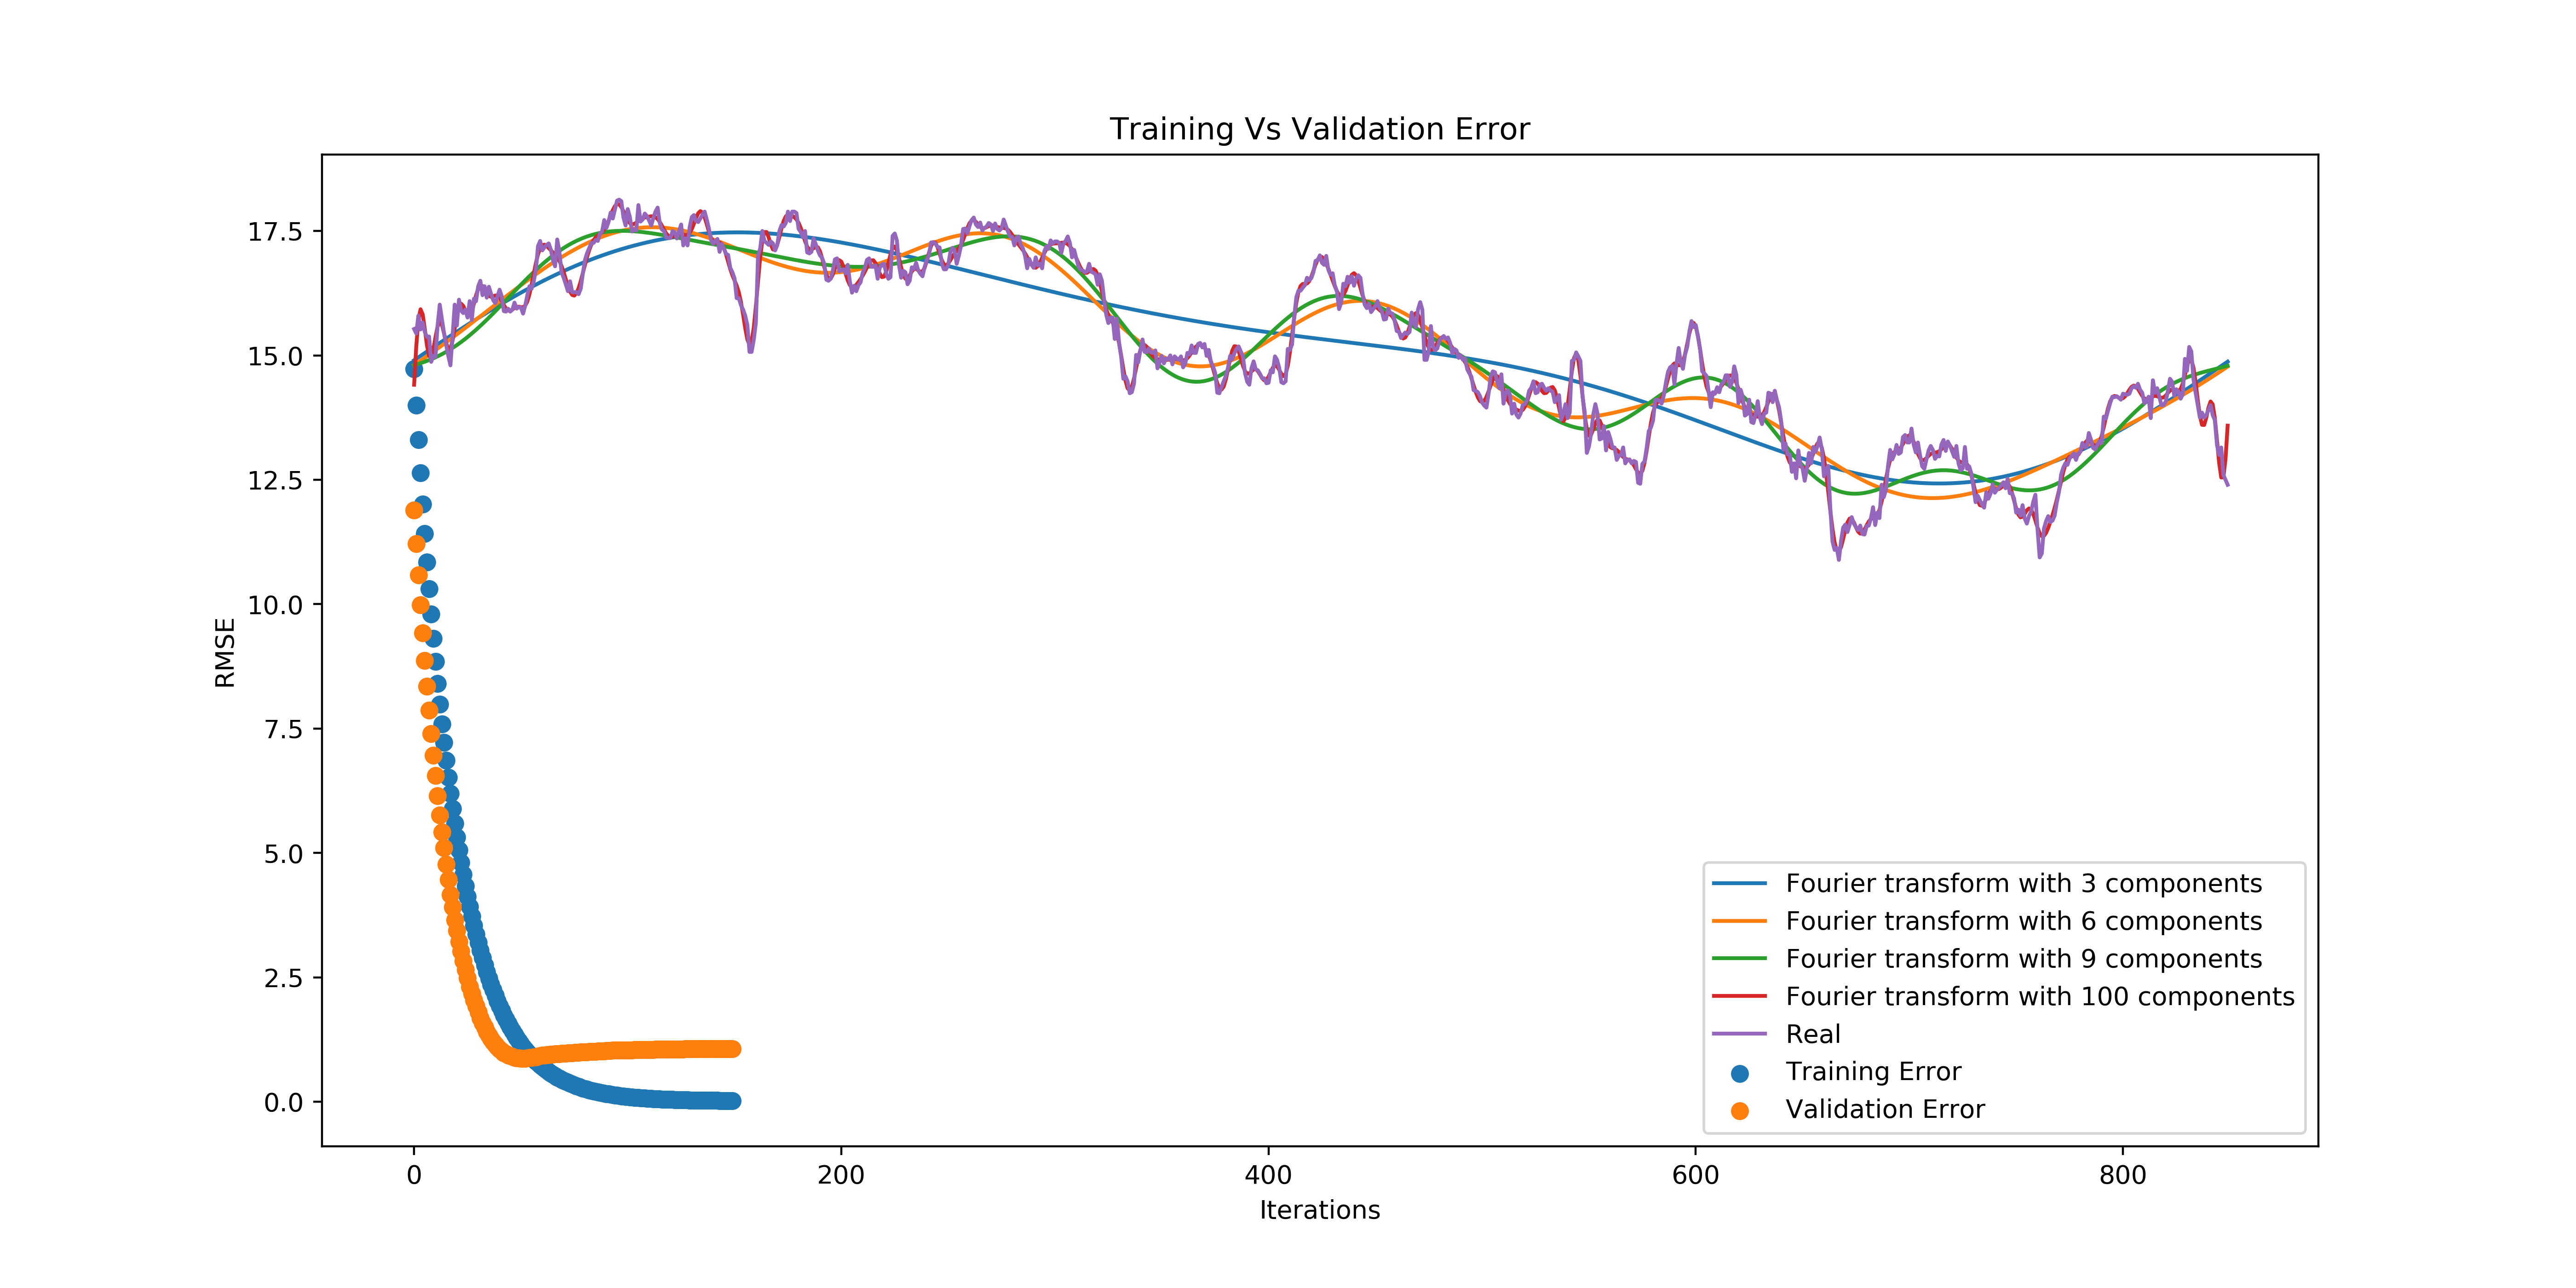 Training Vs Validation Error
17.5
15.0
12.5
10.0
7.5
5.0
2.5
0.0
RMSE
0 200 400 600 800
Iterations
Fourier transform with 3 components
Fourier transform with 6 components
Fourier transform with 9 components
Fourier transform with 100 components
Real
Training Error
Validation Error